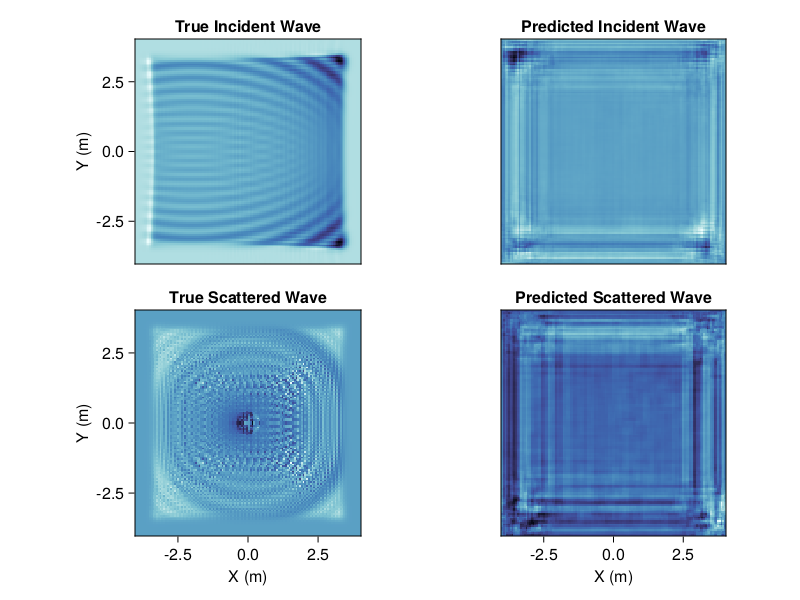 True Incident Wave
Predicted Incident Wave
Y (m)
2.5
0.0
-2.5
True Scattered Wave
Predicted Scattered Wave
Y (m)
2.5
0.0
-2.5
-2.5 0.0 2.5
-2.5 0.0 2.5
X (m)
X (m)